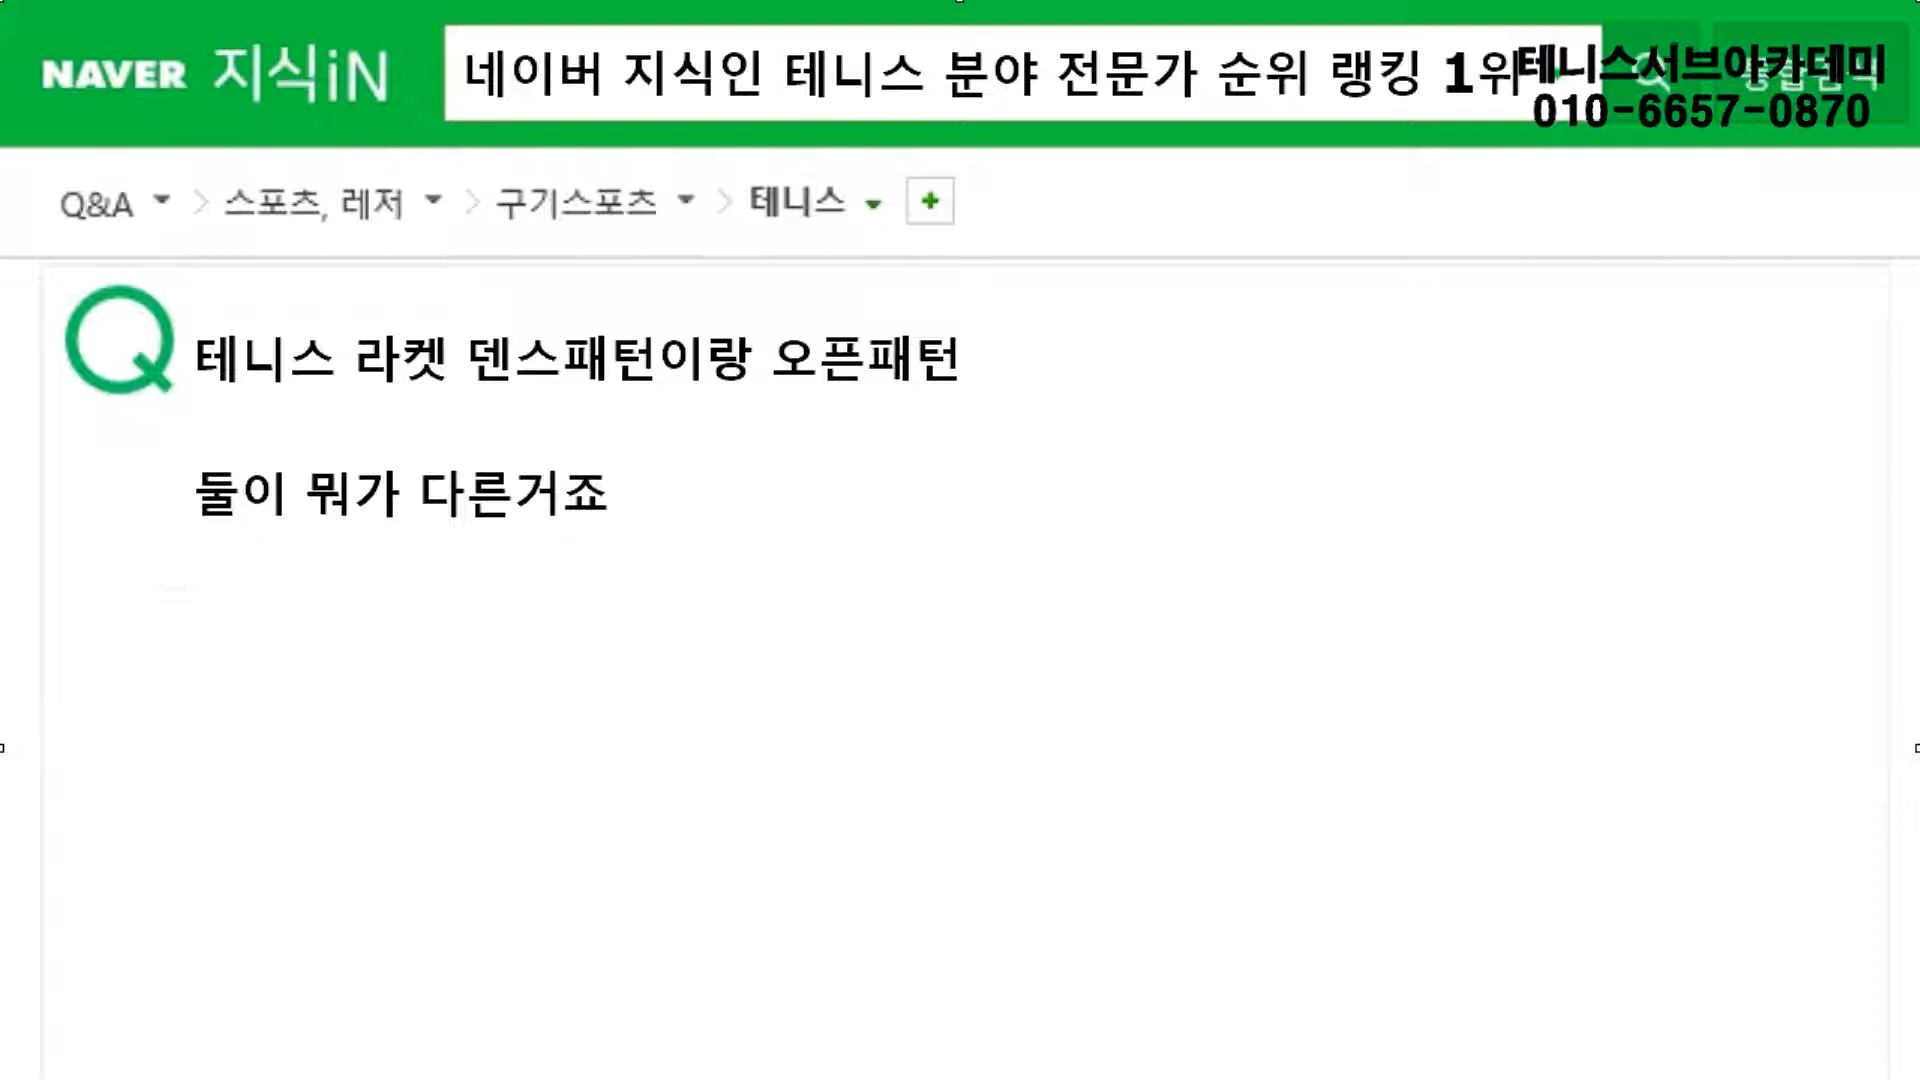 NAVER 지식iN
네이버 지식인 테니스 분야 전문가 순위 랭킹 1위
테니스서브아카데미
010-6657-0870
Q&A > 스포츠, 레저 > 구기스포츠 > 테니스 +
Q 테니스 라켓 덴스패턴이랑 오픈패턴
둘이 뭐가 다른거죠